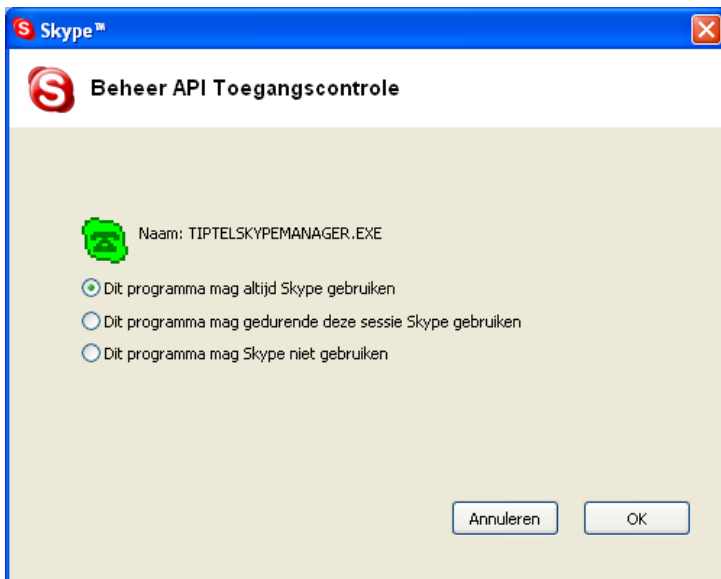 Skype™
Beheer API Toegangscontrole
Naam: TIPTELSKYPEMANAGER.EXE
Dit programma mag altijd Skype gebruiken
Dit programma mag gedurende deze sessie Skype gebruiken
Dit programma mag Skype niet gebruiken
Annuleren OK